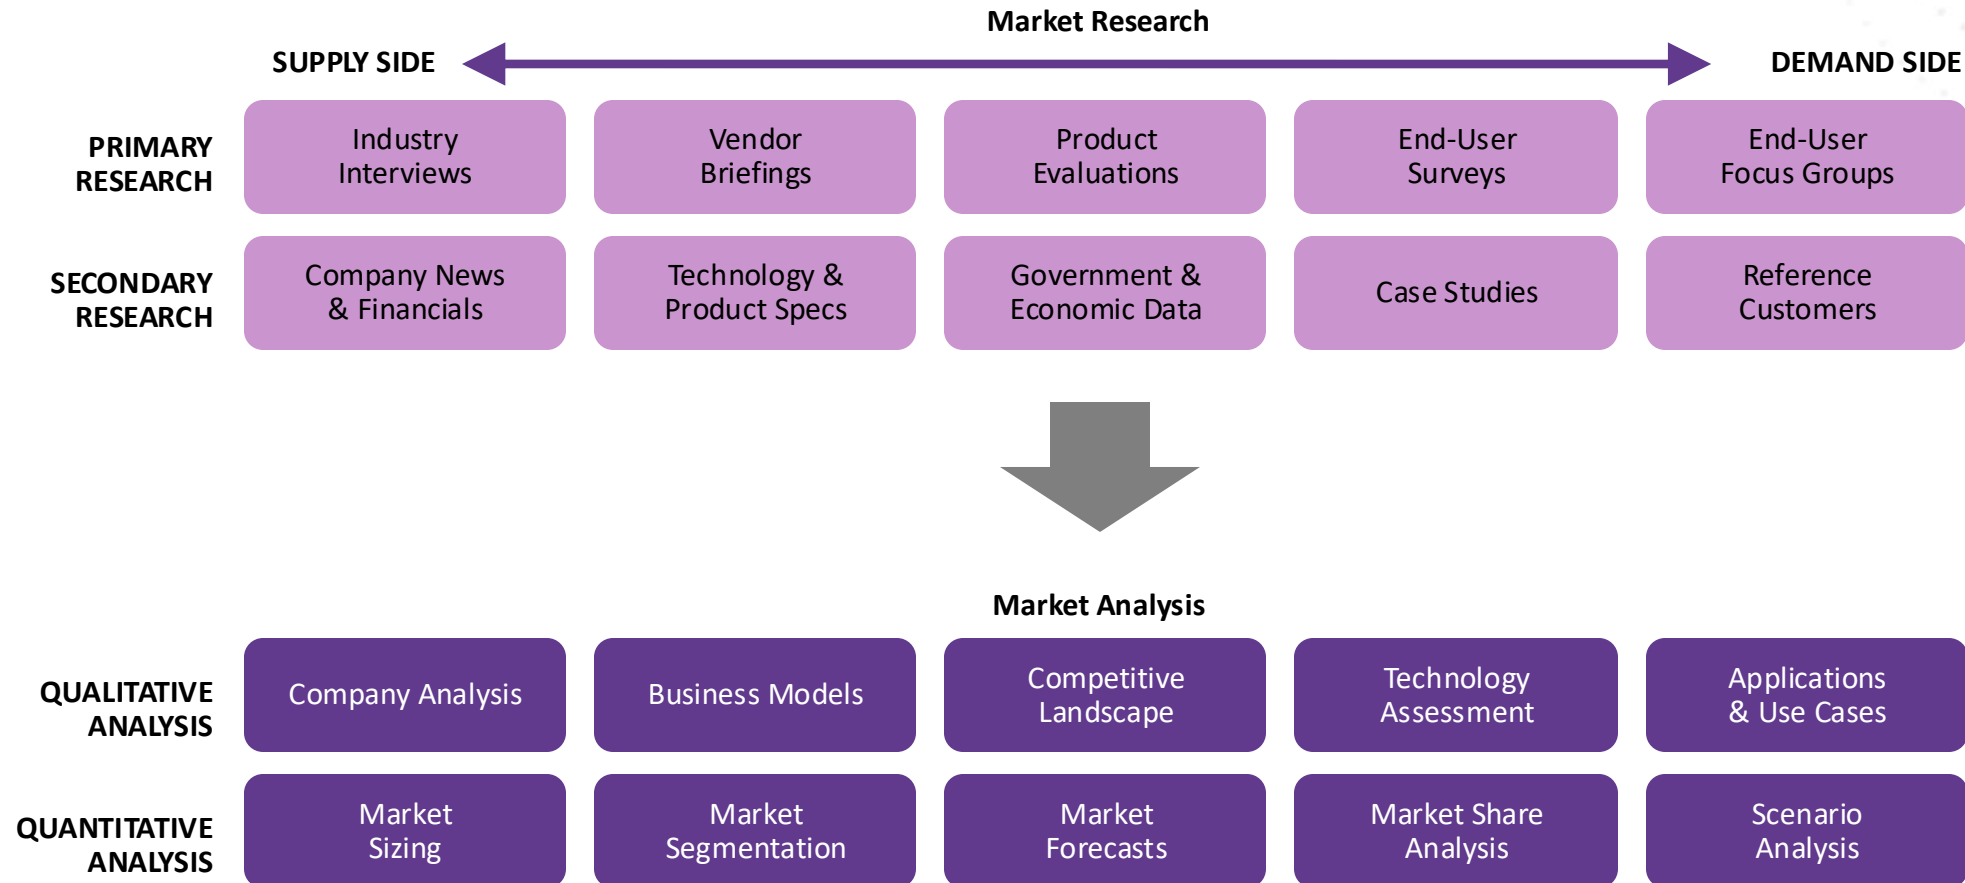 Market Research
SUPPLY SIDE
DEMAND SIDE
PRIMARY
RESEARCH
Industry
Interviews
Vendor
Briefings
Product
Evaluations
End-User
Surveys
End-User
Focus Groups
SECONDARY
RESEARCH
Company News
& Financials
Technology &
Product Specs
Government &
Economic Data
Case Studies
Reference
Customers
Market Analysis
QUALITATIVE
ANALYSIS
Company Analysis
Business Models
Competitive
Landscape
Technology
Assessment
Applications
& Use Cases
QUANTITATIVE
ANALYSIS
Market
Sizing
Market
Segmentation
Market
Forecasts
Market Share
Analysis
Scenario
Analysis